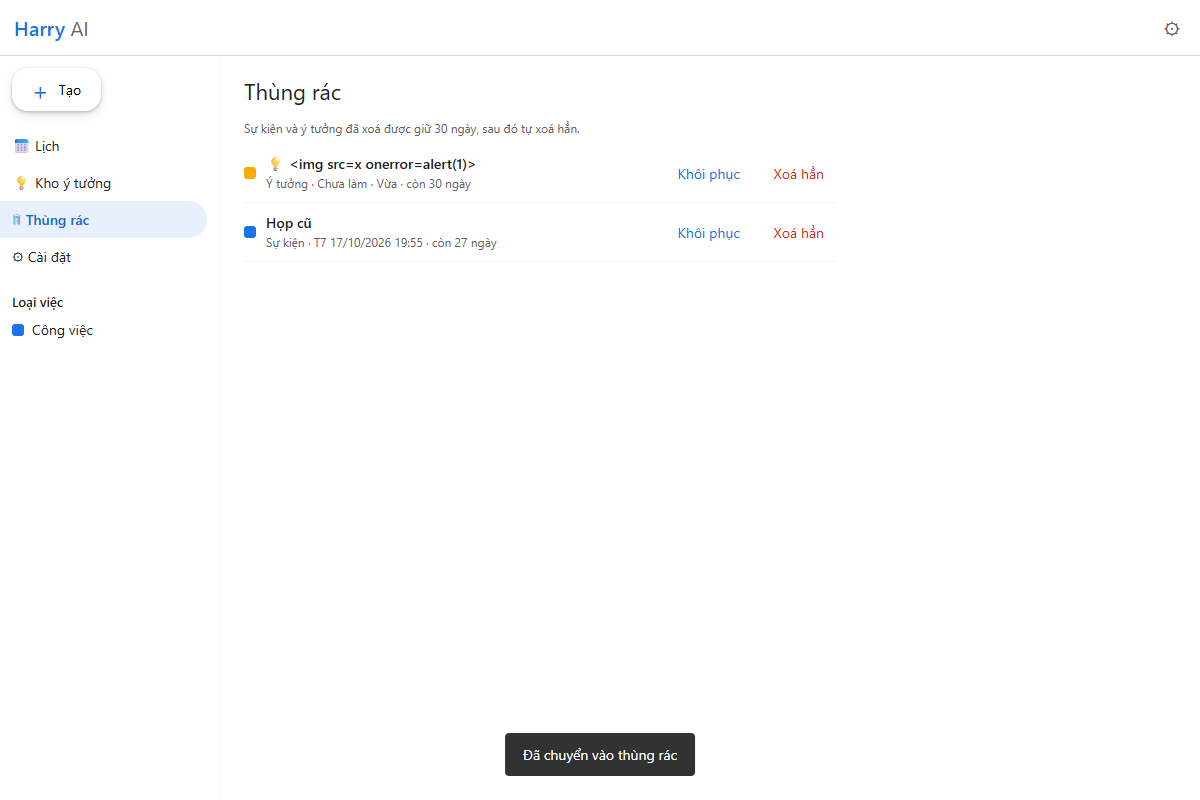 Harry AI
+ Tạo
Lịch
Kho ý tưởng
Thùng rác
Cài đặt
Loại việc
Công việc
Thùng rác
Sự kiện và ý tưởng đã xoá được giữ 30 ngày, sau đó tự xoá hẳn.
<img src=x onerror=alert(1)>
Ý tưởng · Chưa làm · Vừa · còn 30 ngày
Khôi phục
Xoá hẳn
Họp cũ
Sự kiện · T7 17/10/2026 19:55 · còn 27 ngày
Khôi phục
Xoá hẳn
Đã chuyển vào thùng rác